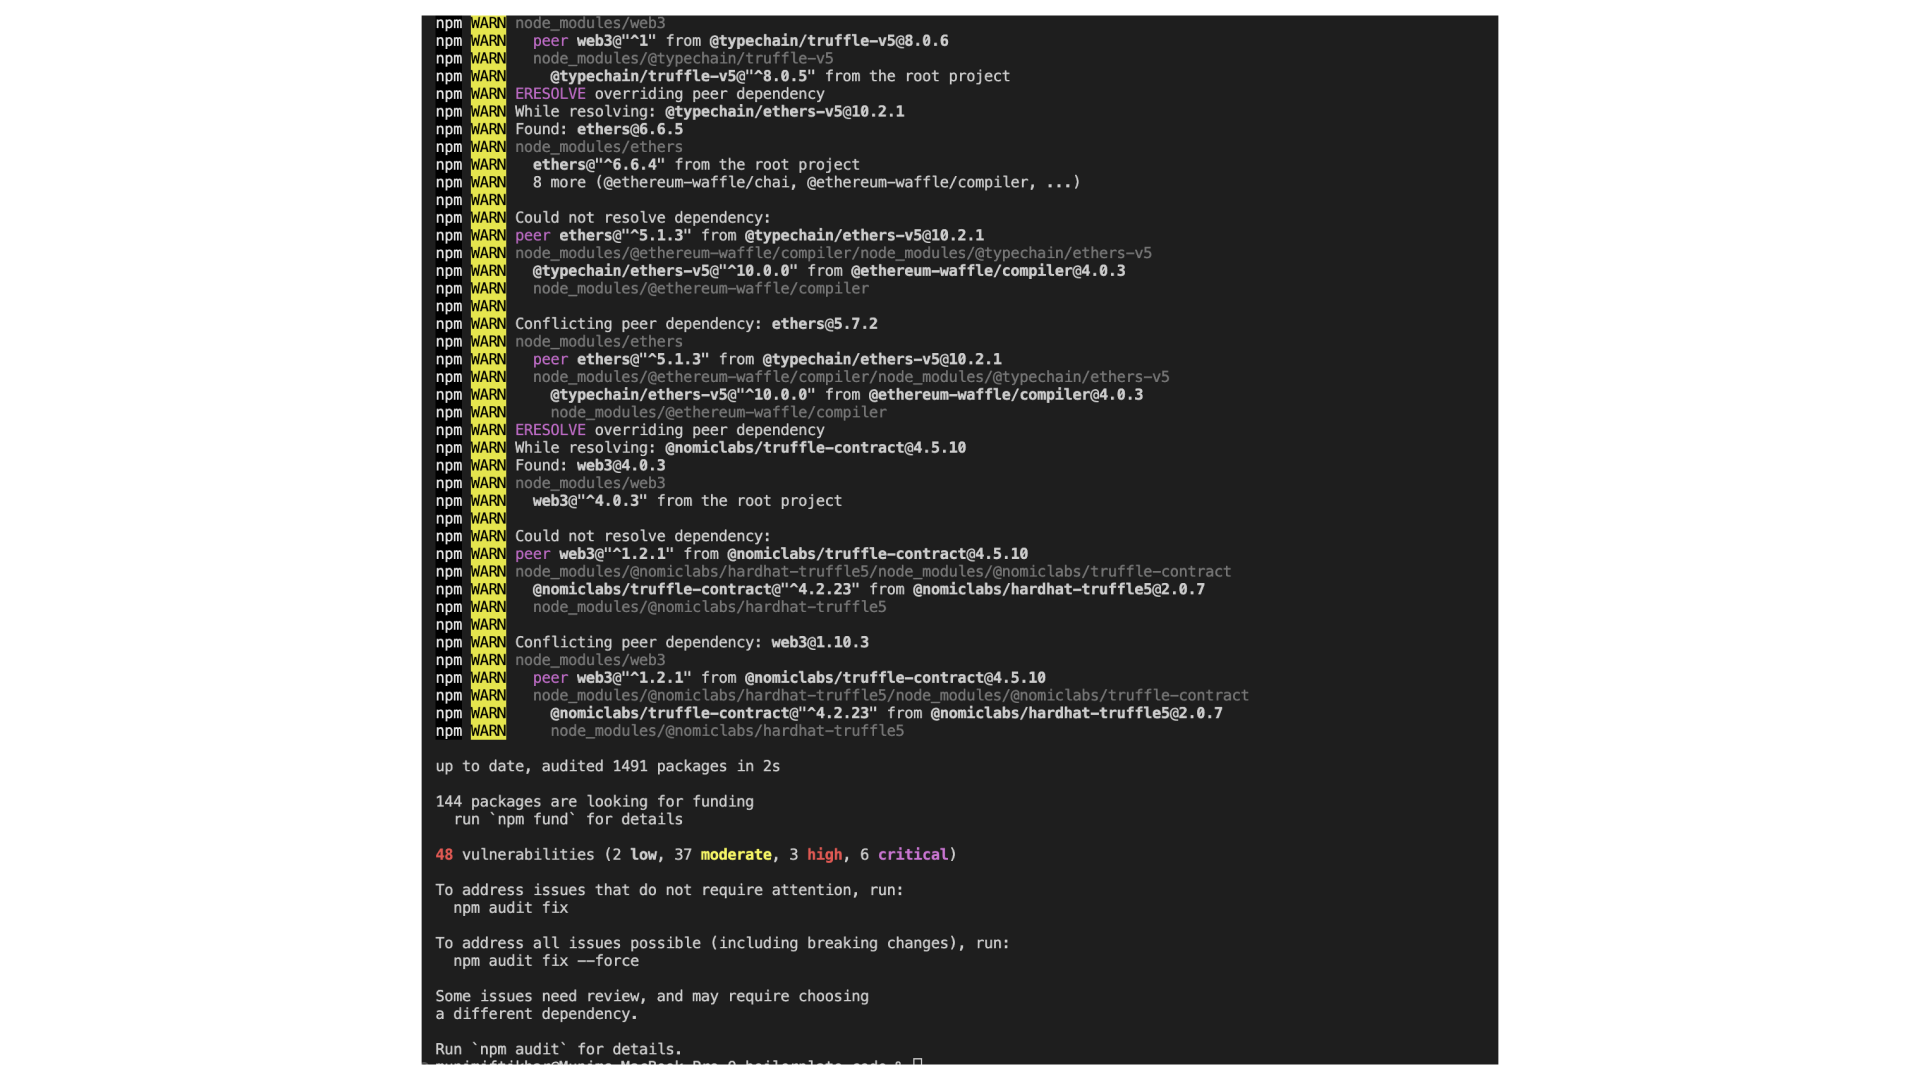 npm WARN node_modules/web3
npm WARN   peer web3@"^1" from @typechain/truffle-v5@8.0.6
npm WARN   node_modules/@typechain/truffle-v5
npm WARN     @typechain/truffle-v5@"^8.0.5" from the root project
npm WARN ERESOLVE overriding peer dependency
npm WARN While resolving: @typechain/ethers-v5@10.2.1
npm WARN Found: ethers@6.6.5
npm WARN node_modules/ethers
npm WARN   ethers@"^6.6.4" from the root project
npm WARN   8 more (@ethereum-waffle/chai, @ethereum-waffle/compiler, ...)
npm WARN
npm WARN Could not resolve dependency:
npm WARN peer ethers@"^5.1.3" from @typechain/ethers-v5@10.2.1
npm WARN node_modules/@ethereum-waffle/compiler/node_modules/@typechain/ethers-v5
npm WARN   @typechain/ethers-v5@"^10.0.0" from @ethereum-waffle/compiler@4.0.3
npm WARN   node_modules/@ethereum-waffle/compiler
npm WARN
npm WARN Conflicting peer dependency: ethers@5.7.2
npm WARN node_modules/ethers
npm WARN   peer ethers@"^5.1.3" from @typechain/ethers-v5@10.2.1
npm WARN   node_modules/@ethereum-waffle/compiler/node_modules/@typechain/ethers-v5
npm WARN     @typechain/ethers-v5@"^10.0.0" from @ethereum-waffle/compiler@4.0.3
npm WARN     node_modules/@ethereum-waffle/compiler
npm WARN ERESOLVE overriding peer dependency
npm WARN While resolving: @nomiclabs/truffle-contract@4.5.10
npm WARN Found: web3@4.0.3
npm WARN node_modules/web3
npm WARN   web3@"^4.0.3" from the root project
npm WARN
npm WARN Could not resolve dependency:
npm WARN peer web3@"^1.2.1" from @nomiclabs/truffle-contract@4.5.10
npm WARN node_modules/@nomiclabs/hardhat-truffle5/node_modules/@nomiclabs/truffle-contract
npm WARN   @nomiclabs/truffle-contract@"^4.2.23" from @nomiclabs/hardhat-truffle5@2.0.7
npm WARN   node_modules/@nomiclabs/hardhat-truffle5
npm WARN
npm WARN Conflicting peer dependency: web3@1.10.3
npm WARN node_modules/web3
npm WARN   peer web3@"^1.2.1" from @nomiclabs/truffle-contract@4.5.10
npm WARN   node_modules/@nomiclabs/hardhat-truffle5/node_modules/@nomiclabs/truffle-contract
npm WARN     @nomiclabs/truffle-contract@"^4.2.23" from @nomiclabs/hardhat-truffle5@2.0.7
npm WARN     node_modules/@nomiclabs/hardhat-truffle5
up to date, audited 1491 packages in 2s
144 packages are looking for funding
  run `npm fund` for details
48 vulnerabilities (2 low, 37 moderate, 3 high, 6 critical)
To address issues that do not require attention, run:
  npm audit fix
To address all issues possible (including breaking changes), run:
  npm audit fix --force
Some issues need review, and may require choosing
a different dependency.
Run `npm audit` for details.